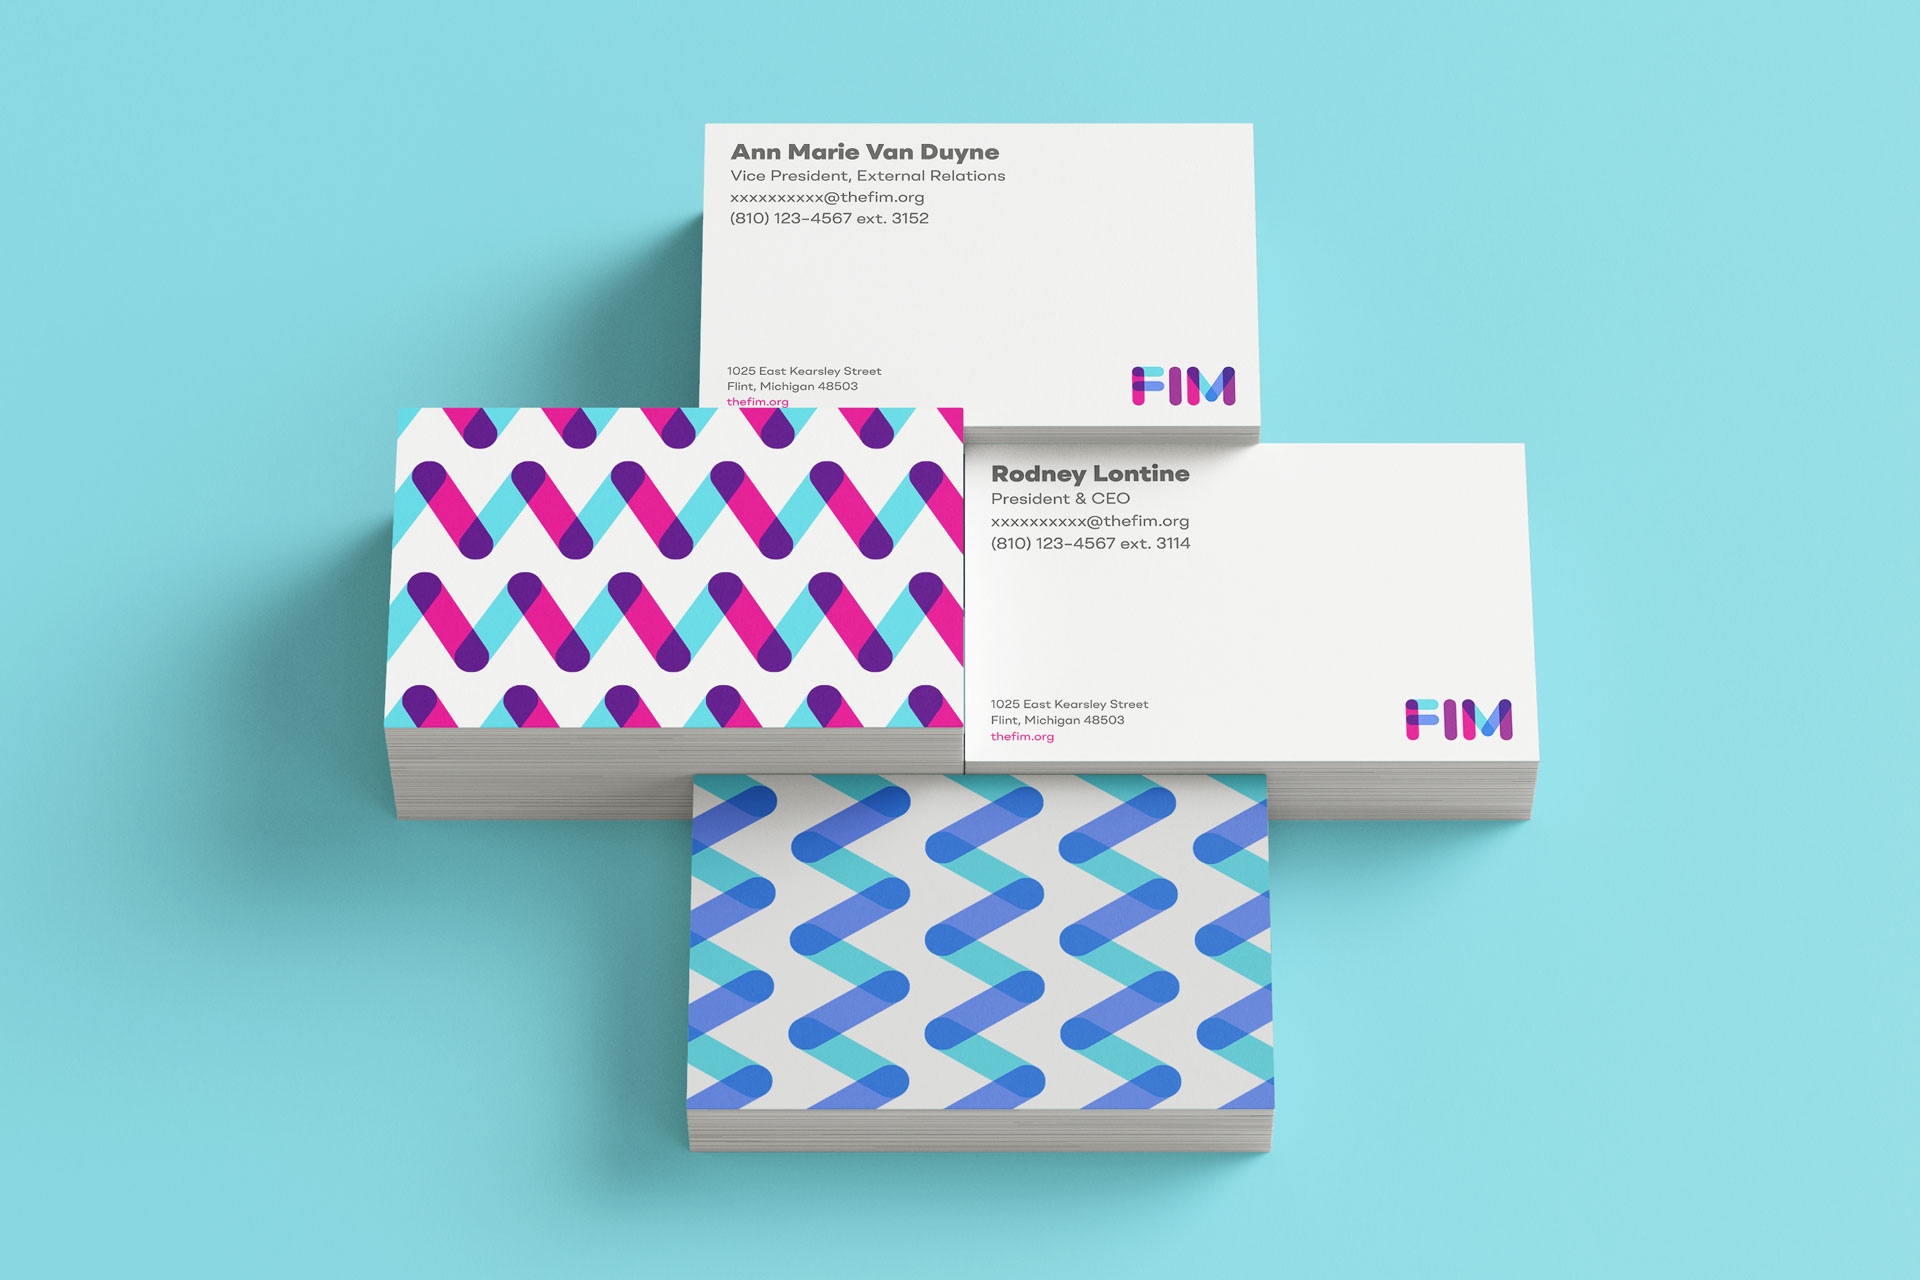 Ann Marie Van Duyne
Vice President, External Relations
xxxxxxxxxx@thefim.org
(810) 123-4567 ext. 3152
1025 East Kearsley Street
Flint, Michigan 48503
thefim.org
FIM
Rodney Lontine
President & CEO
xxxxxxxxxx@thefim.org
(810) 123-4567 ext. 3114
1025 East Kearsley Street
Flint, Michigan 48503
thefim.org
FIM